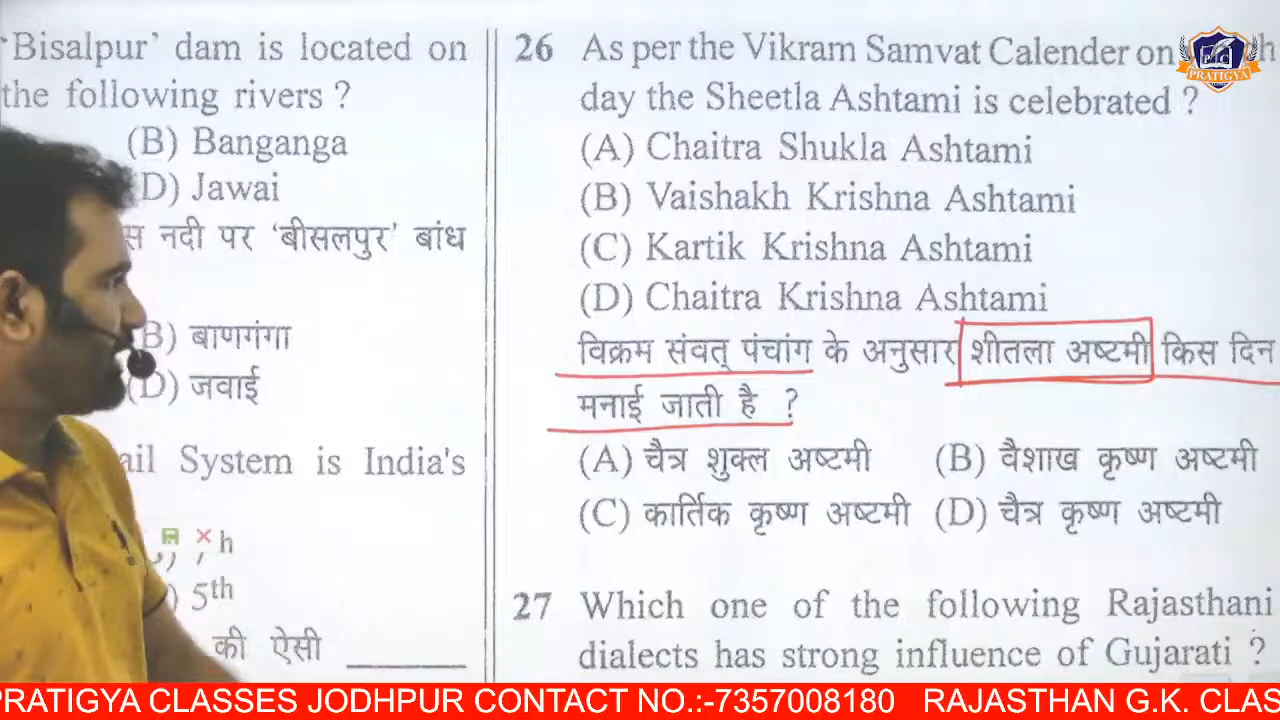 'Bisalpur' dam is located on
the following rivers ?
(B) Banganga
D) Jawai
स नदी पर 'बीसलपुर' बांध
B) बाणगंगा
(D) जवाई
ail System is India's
h
5th
की ऐसी ______
26 As per the Vikram Samvat Calender on h
day the Sheetla Ashtami is celebrated ?
(A) Chaitra Shukla Ashtami
(B) Vaishakh Krishna Ashtami
(C) Kartik Krishna Ashtami
(D) Chaitra Krishna Ashtami
विक्रम संवत् पंचांग के अनुसार शीतला अष्टमी किस दिन
मनाई जाती है ?
(A) चैत्र शुक्ल अष्टमी (B) वैशाख कृष्ण अष्टमी
(C) कार्तिक कृष्ण अष्टमी (D) चैत्र कृष्ण अष्टमी
27 Which one of the following Rajasthani
dialects has strong influence of Gujarati ?
PRATIGYA
PRATIGYA CLASSES JODHPUR CONTACT NO.:-7357008180 RAJASTHAN G.K. CLAS